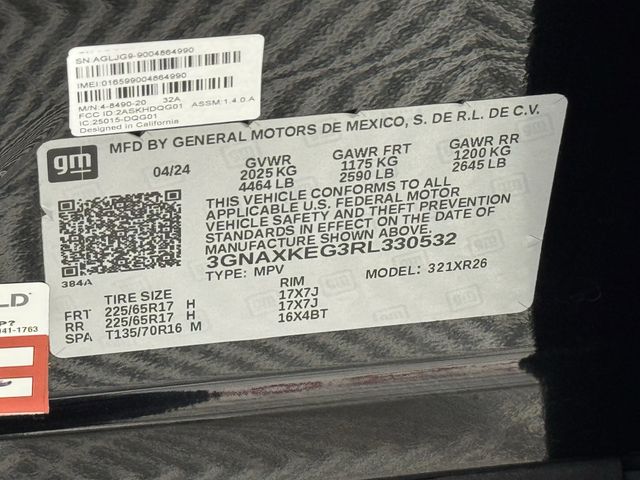 SN:AGLJG9-9004864990
IMEI:016599004864990
M/N:4-8490-20 32A
FCC ID:2ASKHDQG01 ASSM:1.4.0.A
IC:25015-DQG01
Designed in California
gm
MFD BY GENERAL MOTORS DE MEXICO, S. DE R.L. DE C.V.
04/24 GVWR GAWR FRT GAWR RR
2025 KG 1175 KG 1200 KG
4464 LB 2590 LB 2645 LB
THIS VEHICLE CONFORMS TO ALL
APPLICABLE U.S. FEDERAL MOTOR
VEHICLE SAFETY AND THEFT PREVENTION
STANDARDS IN EFFECT ON THE DATE OF
MANUFACTURE SHOWN ABOVE.
3GNAXKEG3RL330532
384A
TYPE: MPV MODEL: 321XR26
TIRE SIZE RIM
FRT 225/65R17 H 17X7J
RR 225/65R17 H 17X7J
SPA T135/70R16 M 16X4BT
LD
P?
941-1763